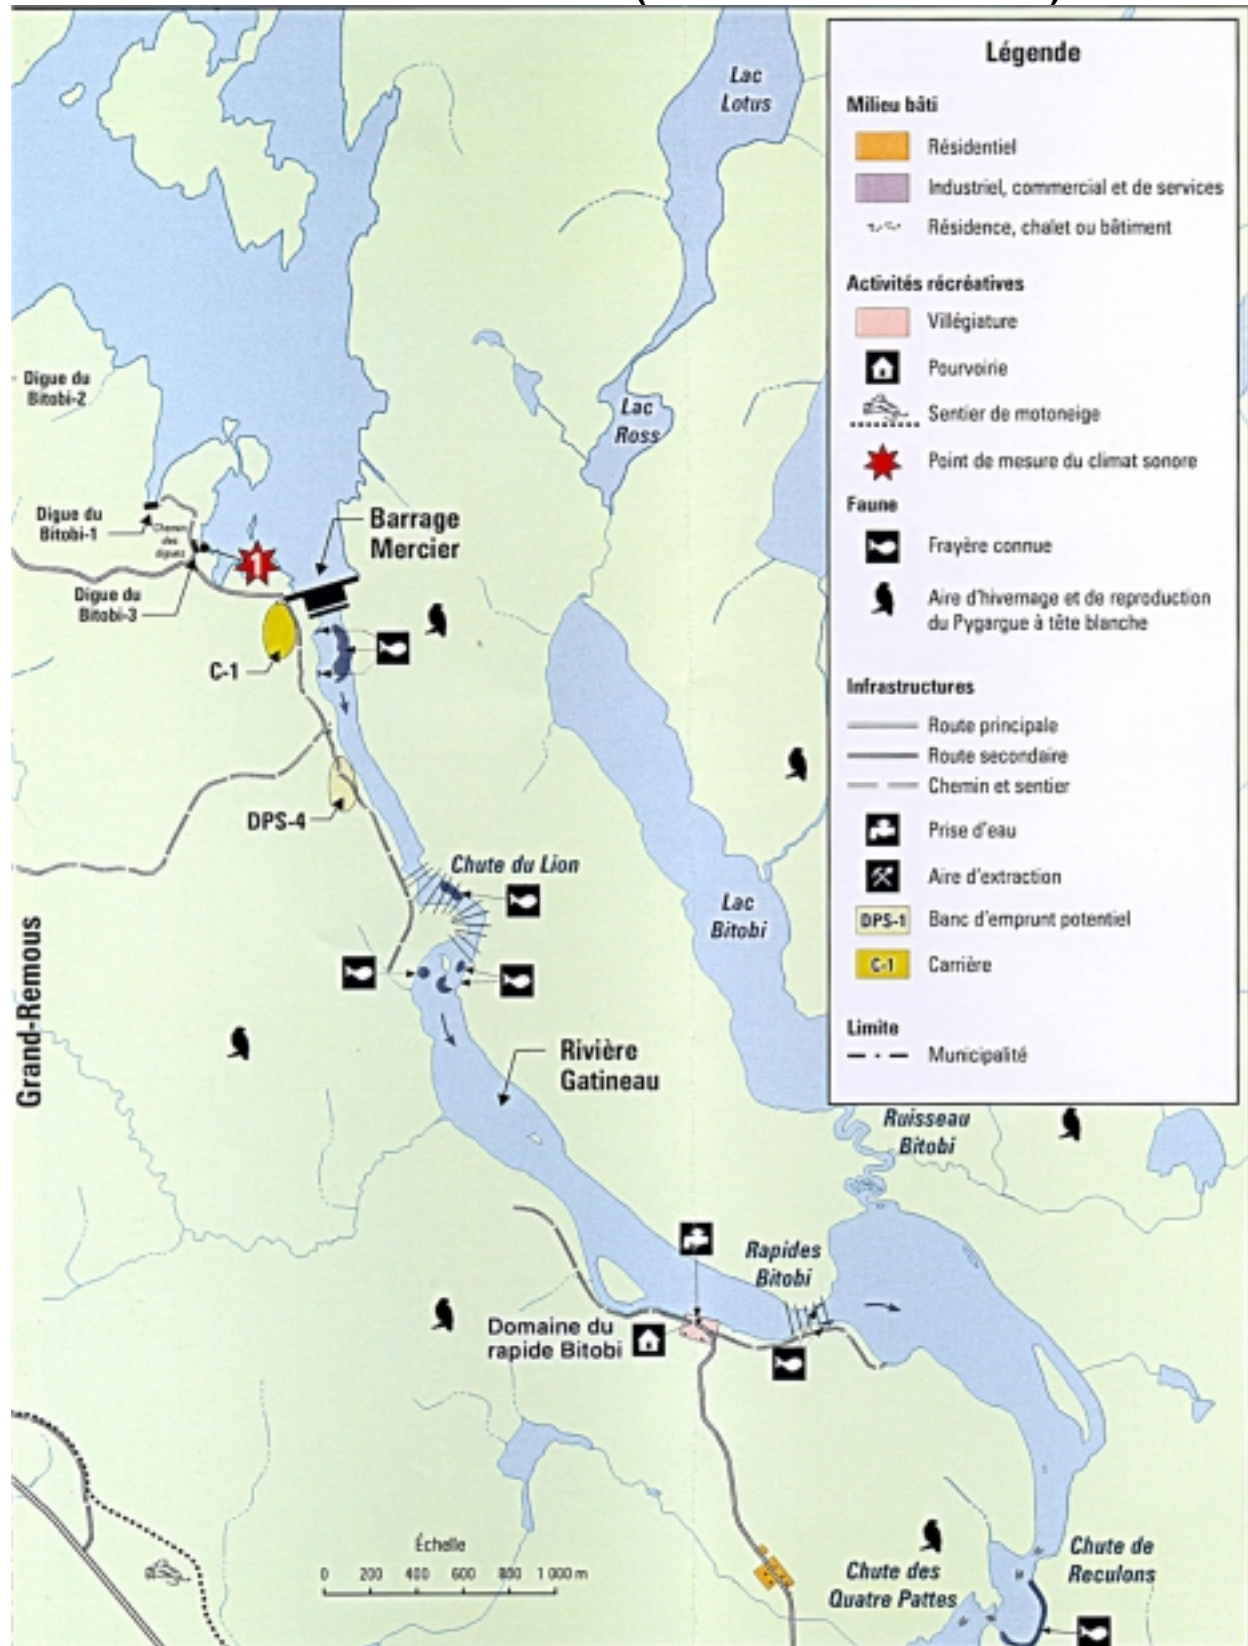 Lac
Lotus
Légende
Milieu bâti
Résidentiel
Industriel, commercial et de services
Résidence, chalet ou bâtiment
Activités récréatives
Villégiature
Pourvoirie
Sentier de motoneige
Point de mesure du climat sonore
Faune
Frayère connue
Aire d'hivernage et de reproduction
du Pygargue à tête blanche
Infrastructures
Route principale
Route secondaire
Chemin et sentier
Prise d'eau
Aire d'extraction
DPS-1
Banc d'emprunt potentiel
C-1
Carrière
Limite
Municipalité
Digue du
Bitobi-2
Lac
Ross
Digue du
Bitobi-1
Chemin
des
digues
1
Barrage
Mercier
Digue du
Bitobi-3
C-1
DPS-4
Chute du Lion
Lac
Bitobi
Grand-Remous
Rivière
Gatineau
Ruisseau
Bitobi
Rapides
Bitobi
Domaine du
rapide Bitobi
Échelle
0 200 400 600 800 1 000 m
Chute des
Quatre Pattes
Chute de
Reculons